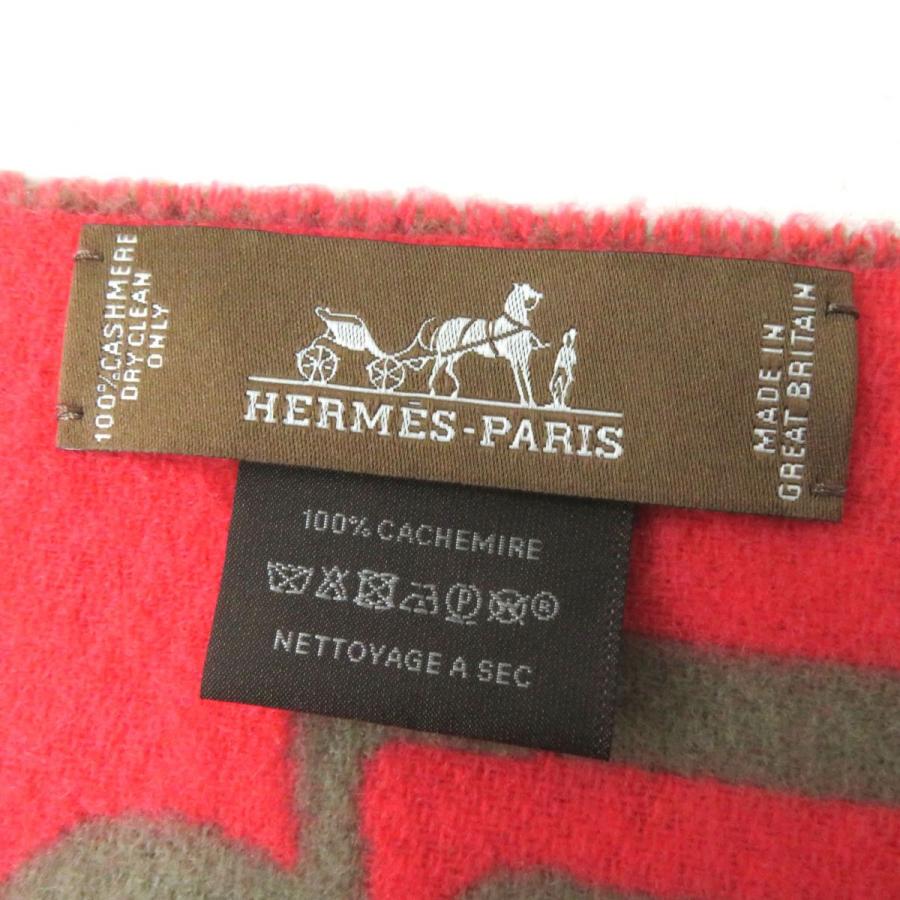 100% CASHMERE
DRY CLEAN
ONLY
HERMÈS-PARIS
MADE IN
GREAT BRITAIN
100% CACHEMIRE
P W ®
NETTOYAGE A SEC